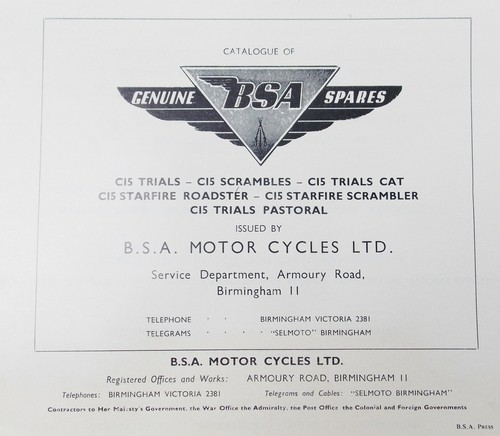 CATALOGUE OF
GENUINE BSA SPARES
C15 TRIALS – C15 SCRAMBLES – C15 TRIALS CAT
C15 STARFIRE ROADSTER – C15 STARFIRE SCRAMBLER
C15 TRIALS PASTORAL
ISSUED BY
B.S.A. MOTOR CYCLES LTD.
Service Department, Armoury Road,
Birmingham 11
TELEPHONE · · BIRMINGHAM VICTORIA 2381
TELEGRAMS · · · · "SELMOTO" BIRMINGHAM
B.S.A. MOTOR CYCLES LTD.
Registered Offices and Works: ARMOURY ROAD, BIRMINGHAM 11
Telephones: BIRMINGHAM VICTORIA 2381 Telegrams and Cables: "SELMOTO BIRMINGHAM"
Contractors to Her Majesty's Government, the War Office the Admiralty, the Post Office the Colonial and Foreign Governments
B.S.A. PRESS